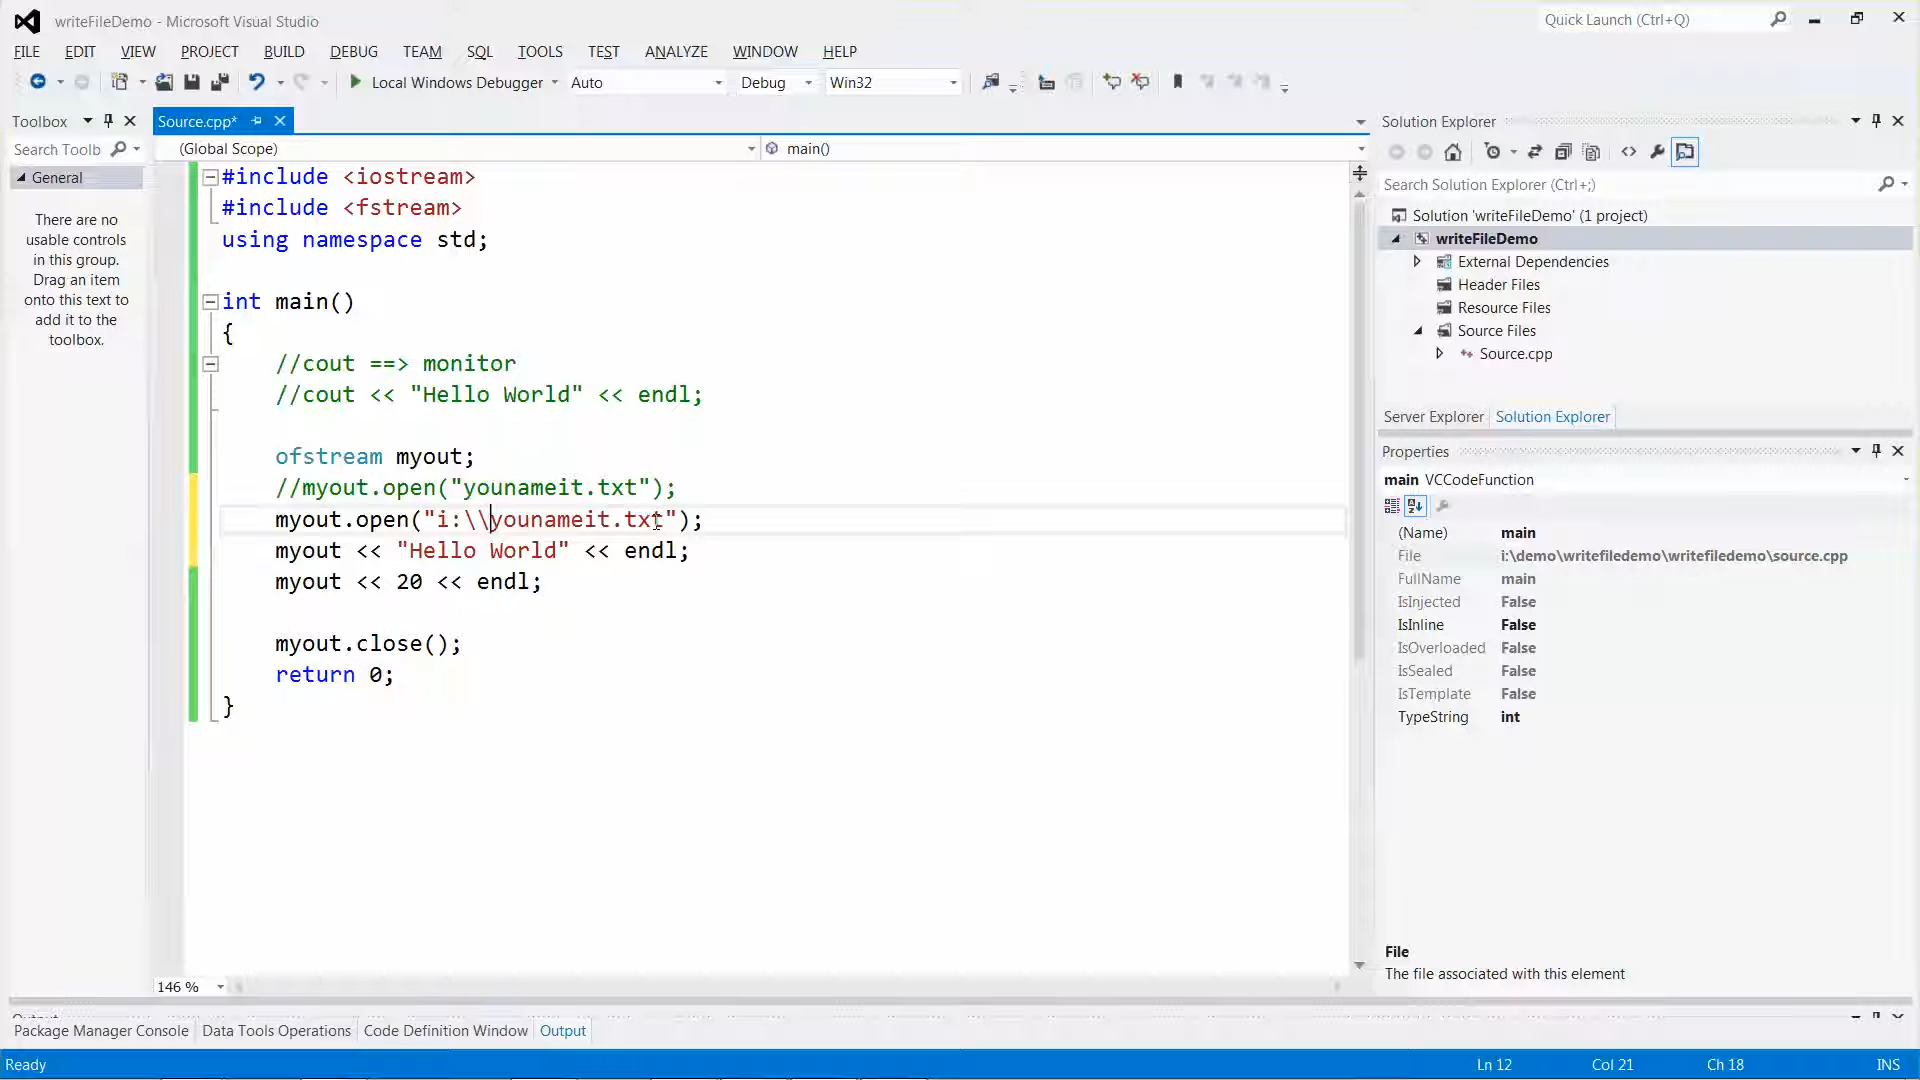 writeFileDemo - Microsoft Visual Studio
Quick Launch (Ctrl+Q)
FILE EDIT VIEW PROJECT BUILD DEBUG TEAM SQL TOOLS TEST ANALYZE WINDOW HELP
Local Windows Debugger Auto Debug Win32
Toolbox
Search Toolb
General
There are no
usable controls
in this group.
Drag an item
onto this text to
add it to the
toolbox.
Source.cpp*
(Global Scope)
main()
#include <iostream>
#include <fstream>
using namespace std;
int main()
{
//cout ==> monitor
//cout << "Hello World" << endl;
ofstream myout;
//myout.open("younameit.txt");
myout.open("i:\\younameit.txt");
myout << "Hello World" << endl;
myout << 20 << endl;
myout.close();
return 0;
}
146 %
Solution Explorer
Search Solution Explorer (Ctrl+;)
Solution 'writeFileDemo' (1 project)
writeFileDemo
External Dependencies
Header Files
Resource Files
Source Files
Source.cpp
Server Explorer Solution Explorer
Properties
main VCCodeFunction
(Name) main
File i:\demo\writefiledemo\writefiledemo\source.cpp
FullName main
IsInjected False
IsInline False
IsOverloaded False
IsSealed False
IsTemplate False
TypeString int
File
The file associated with this element
Output
Package Manager Console Data Tools Operations Code Definition Window Output
Ready
Ln 12 Col 21 Ch 18 INS